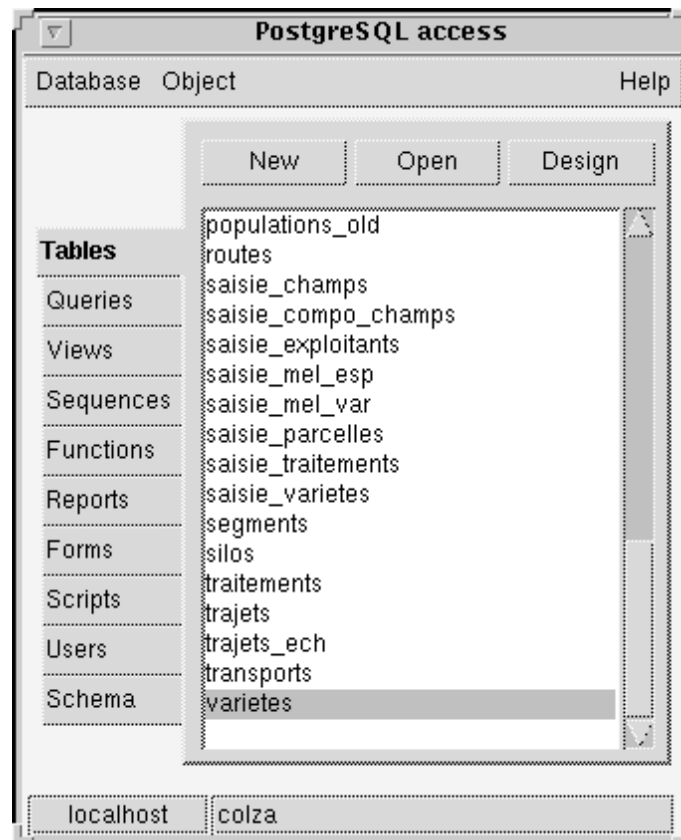 PostgreSQL access
Database Object Help
New Open Design
Tables
Queries
Views
Sequences
Functions
Reports
Forms
Scripts
Users
Schema
populations_old
routes
saisie_champs
saisie_compo_champs
saisie_exploitants
saisie_mel_esp
saisie_mel_var
saisie_parcelles
saisie_traitements
saisie_varietes
segments
silos
traitements
trajets
trajets_ech
transports
varietes
localhost colza